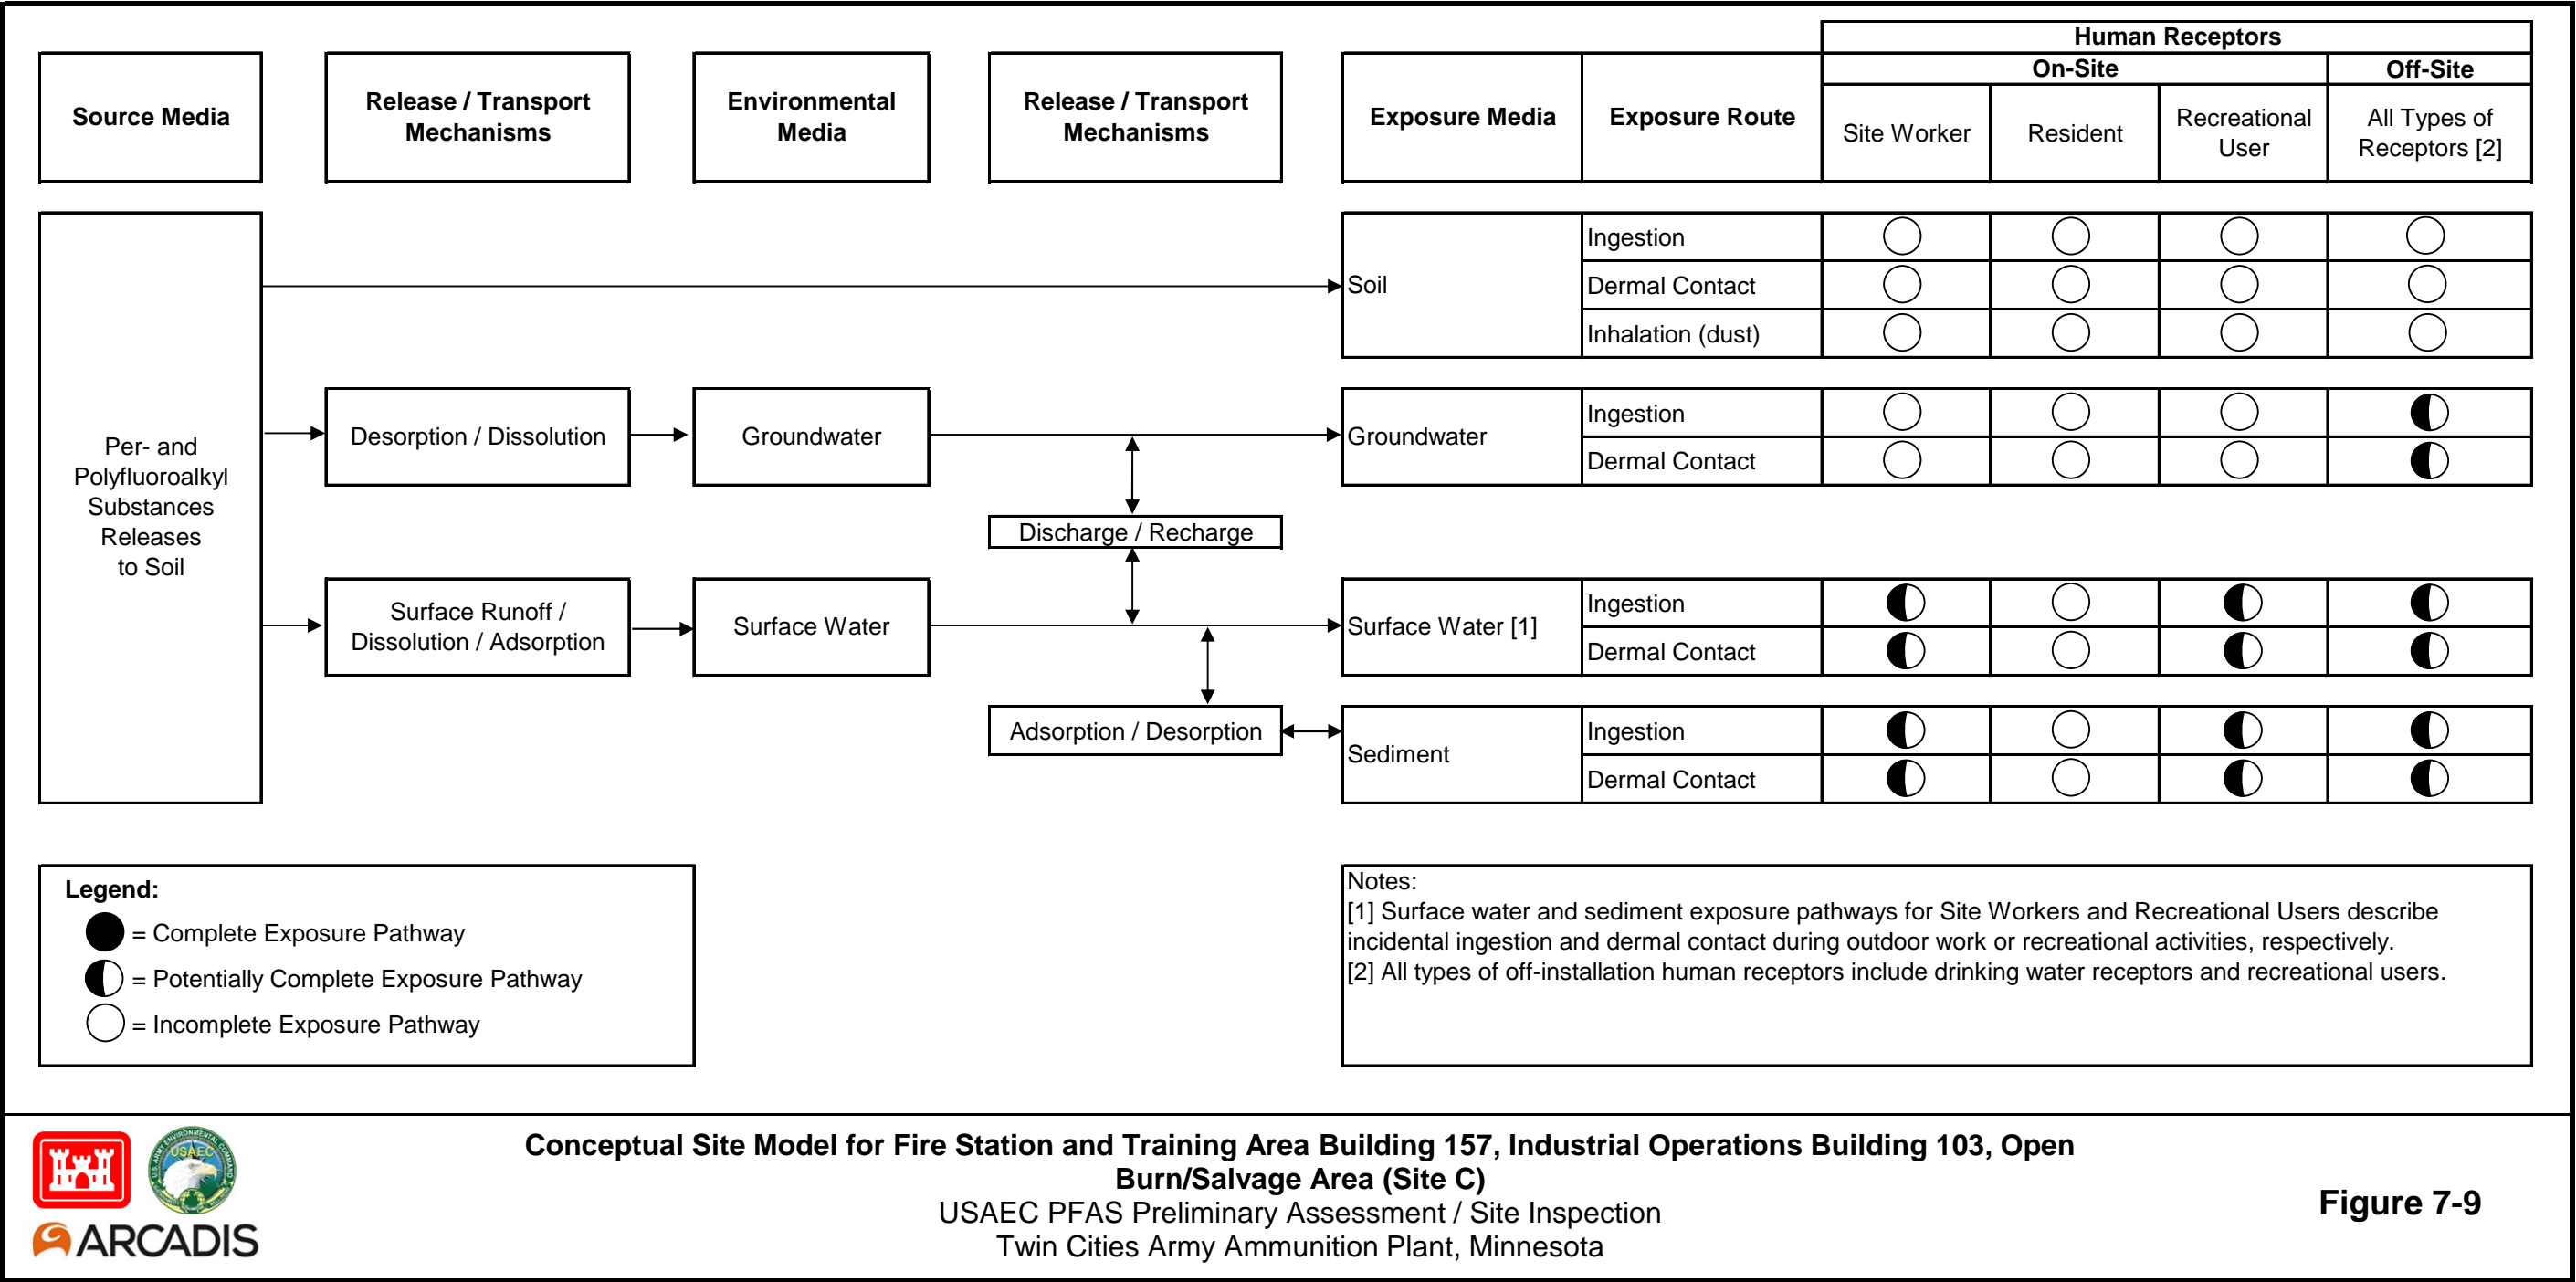 Human Receptors
On-Site
Off-Site
Source Media
Release / Transport
Mechanisms
Environmental
Media
Release / Transport
Mechanisms
Exposure Media
Exposure Route
Site Worker
Resident
Recreational
User
All Types of
Receptors [2]
Per- and
Polyfluoroalkyl
Substances
Releases
to Soil
Soil
Ingestion
Dermal Contact
Inhalation (dust)
Desorption / Dissolution
Groundwater
Groundwater
Ingestion
Dermal Contact
Discharge / Recharge
Surface Runoff /
Dissolution / Adsorption
Surface Water
Surface Water [1]
Ingestion
Dermal Contact
Adsorption / Desorption
Sediment
Ingestion
Dermal Contact
Legend:
= Complete Exposure Pathway
= Potentially Complete Exposure Pathway
= Incomplete Exposure Pathway
Notes:
[1] Surface water and sediment exposure pathways for Site Workers and Recreational Users describe
incidental ingestion and dermal contact during outdoor work or recreational activities, respectively.
[2] All types of off-installation human receptors include drinking water receptors and recreational users.
U.S. ARMY ENVIRONMENTAL COMMAND
USAEC
ARCADIS
Conceptual Site Model for Fire Station and Training Area Building 157, Industrial Operations Building 103, Open
Burn/Salvage Area (Site C)
USAEC PFAS Preliminary Assessment / Site Inspection
Twin Cities Army Ammunition Plant, Minnesota
Figure 7-9